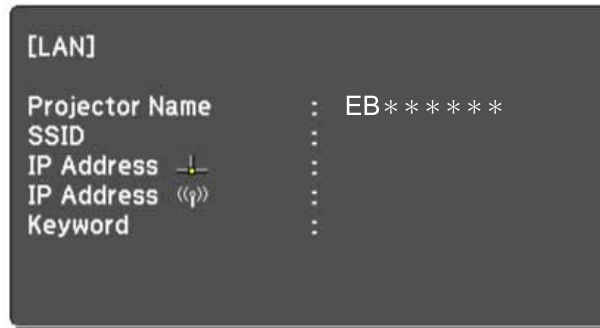 [LAN]
Projector Name : EB******
SSID :
IP Address :
IP Address :
Keyword :